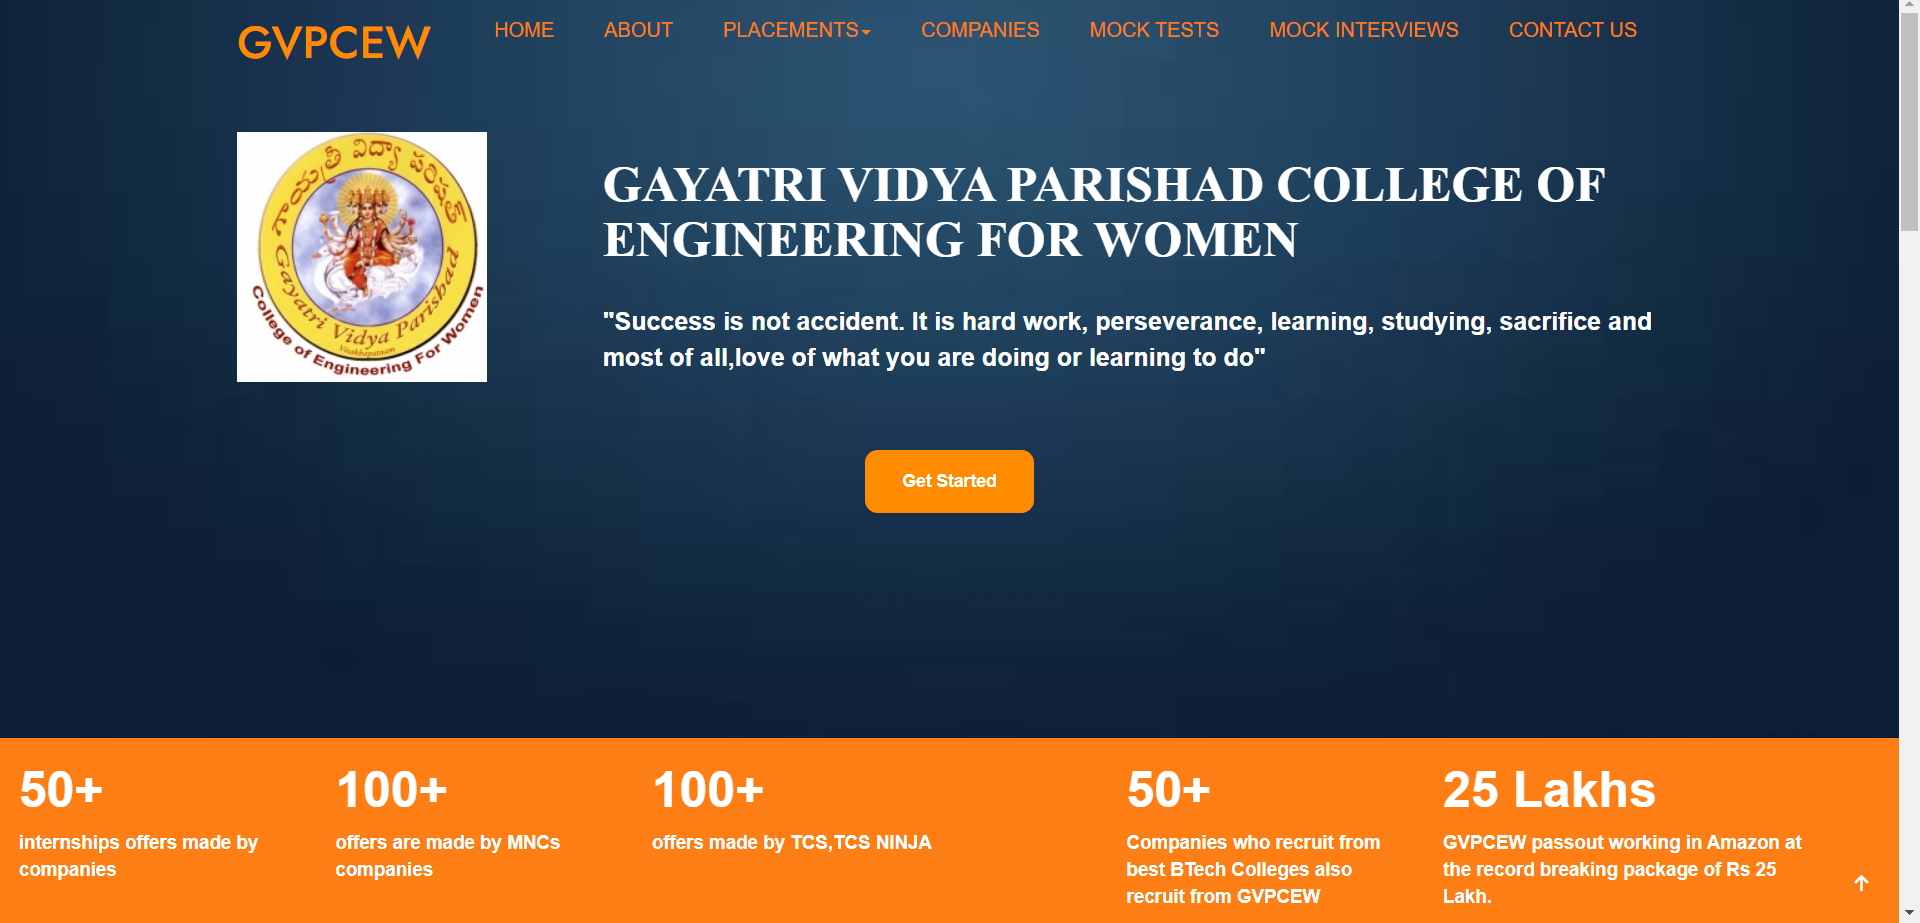 GVPCEW
HOME
ABOUT
PLACEMENTS
COMPANIES
MOCK TESTS
MOCK INTERVIEWS
CONTACT US
గాయత్రీ విద్యా పరిషత్
Gayatri Vidya Parishad
Visakhapatnam
College of Engineering For Women
GAYATRI VIDYA PARISHAD COLLEGE OF
ENGINEERING FOR WOMEN
"Success is not accident. It is hard work, perseverance, learning, studying, sacrifice and
most of all,love of what you are doing or learning to do"
Get Started
50+
internships offers made by
companies
100+
offers are made by MNCs
companies
100+
offers made by TCS,TCS NINJA
50+
Companies who recruit from
best BTech Colleges also
recruit from GVPCEW
25 Lakhs
GVPCEW passout working in Amazon at
the record breaking package of Rs 25
Lakh.